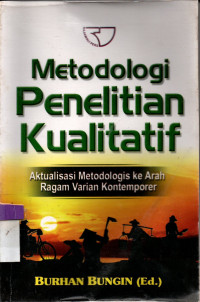 Metodologi
Penelitian
Kualitatif
Aktualisasi Metodologis ke Arah
Ragam Varian Kontemporer
BURHAN BUNGIN (Ed.)